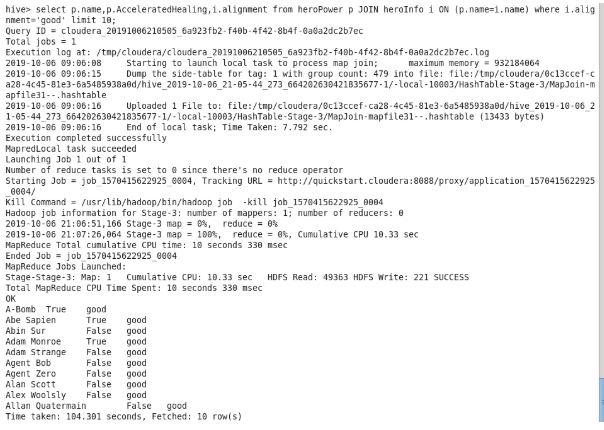 hive> select p.name,p.AcceleratedHealing,i.alignment from heroPower p JOIN heroInfo i ON (p.name=i.name) where i.alig
nment='good' limit 10;
Query ID = cloudera_20191006210505_6a923fb2-f40b-4f42-8b4f-0a0a2dc2b7ec
Total jobs = 1
Execution log at: /tmp/cloudera/cloudera_20191006210505_6a923fb2-f40b-4f42-8b4f-0a0a2dc2b7ec.log
2019-10-06 09:06:08 Starting to launch local task to process map join; maximum memory = 932184064
2019-10-06 09:06:15 Dump the side-table for tag: 1 with group count: 479 into file: file:/tmp/cloudera/0c13ccef-c
a28-4c45-81e3-6a5485938a0d/hive_2019-10-06_21-05-44_273_664202630421835677-1/-local-10003/HashTable-Stage-3/MapJoin-m
apfile31--.hashtable
2019-10-06 09:06:16 Uploaded 1 File to: file:/tmp/cloudera/0c13ccef-ca28-4c45-81e3-6a5485938a0d/hive_2019-10-06_2
1-05-44_273_664202630421835677-1/-local-10003/HashTable-Stage-3/MapJoin-mapfile31--.hashtable (13433 bytes)
2019-10-06 09:06:16 End of local task; Time Taken: 7.792 sec.
Execution completed successfully
MapredLocal task succeeded
Launching Job 1 out of 1
Number of reduce tasks is set to 0 since there's no reduce operator
Starting Job = job_1570415622925_0004, Tracking URL = http://quickstart.cloudera:8088/proxy/application_1570415622925
_0004/
Kill Command = /usr/lib/hadoop/bin/hadoop job -kill job_1570415622925_0004
Hadoop job information for Stage-3: number of mappers: 1; number of reducers: 0
2019-10-06 21:06:51,166 Stage-3 map = 0%, reduce = 0%
2019-10-06 21:07:26,064 Stage-3 map = 100%, reduce = 0%, Cumulative CPU 10.33 sec
MapReduce Total cumulative CPU time: 10 seconds 330 msec
Ended Job = job_1570415622925_0004
MapReduce Jobs Launched:
Stage-Stage-3: Map: 1 Cumulative CPU: 10.33 sec HDFS Read: 49363 HDFS Write: 221 SUCCESS
Total MapReduce CPU Time Spent: 10 seconds 330 msec
OK
A-Bomb True good
Abe Sapien True good
Abin Sur False good
Adam Monroe True good
Adam Strange False good
Agent Bob False good
Agent Zero False good
Alan Scott False good
Alex Woolsly False good
Allan Quatermain False good
Time taken: 104.301 seconds, Fetched: 10 row(s)